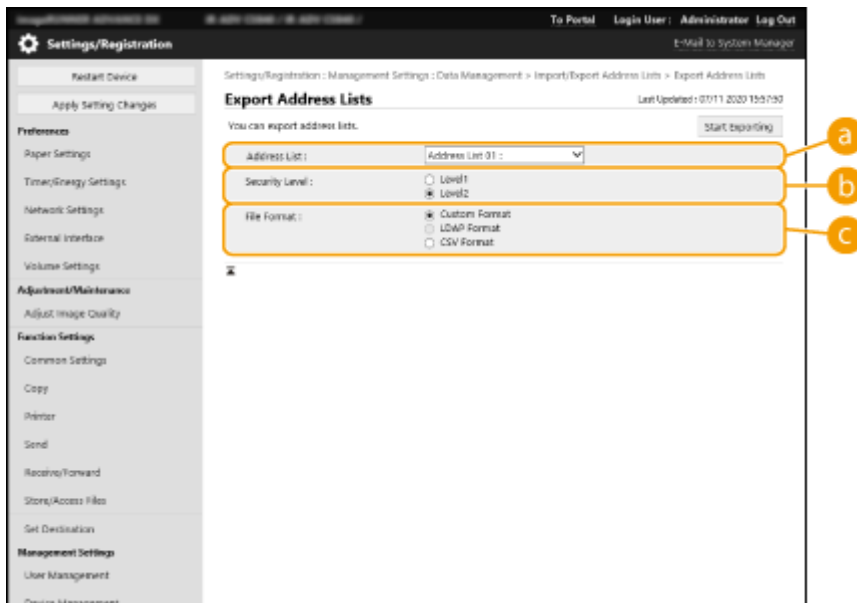 To Portal Login User : Administrator Log Out
Settings/Registration
E-Mail to System Manager
Restart Device
Apply Setting Changes
Preferences
Paper Settings
Timer/Energy Settings
Network Settings
External Interface
Volume Settings
Adjustment/Maintenance
Adjust Image Quality
Function Settings
Common Settings
Copy
Printer
Send
Receive/Forward
Store/Access Files
Set Destination
Management Settings
User Management
Device Management
Settings/Registration : Management Settings : Data Management > Import/Export Address Lists > Export Address Lists
Export Address Lists
Last Updated : 07/11 2020
You can export address lists.
Start Exporting
Address List :
Address List 01 :
a
Security Level :
Level1
Level2
b
File Format :
Custom Format
LDAP Format
CSV Format
c